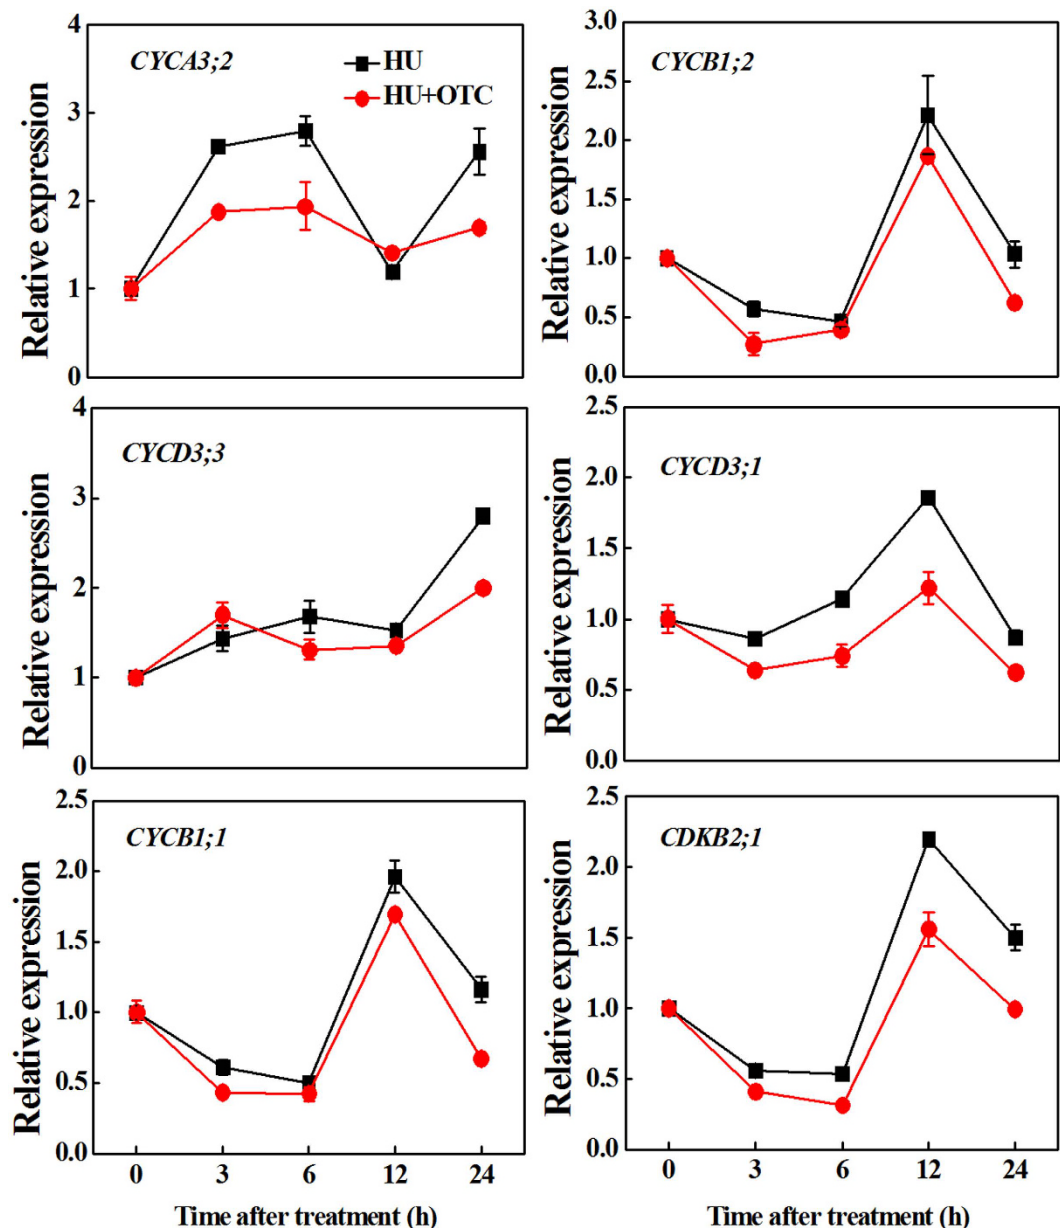 CYCA3;2
HU
HU+OTC
Relative expression
4
3
2
1
0
CYCB1;2
Relative expression
3.0
2.5
2.0
1.5
1.0
0.5
0.0
CYCD3;3
Relative expression
4
3
2
1
0
CYCD3;1
Relative expression
2.5
2.0
1.5
1.0
0.5
0.0
CYCB1;1
Relative expression
2.5
2.0
1.5
1.0
0.5
0.0
0 3 6 12 24
Time after treatment (h)
CDKB2;1
Relative expression
2.5
2.0
1.5
1.0
0.5
0.0
0 3 6 12 24
Time after treatment (h)